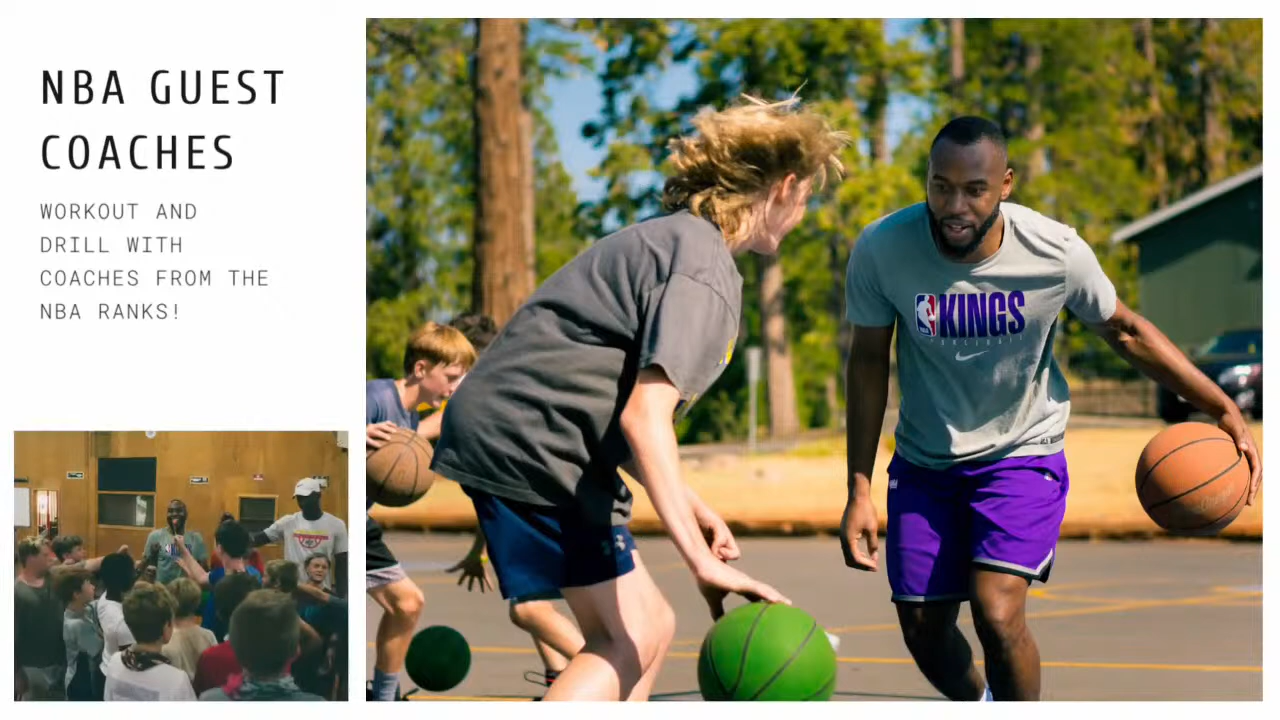 NBA GUEST
COACHES
WORKOUT AND
DRILL WITH
COACHES FROM THE
NBA RANKS!
KINGS